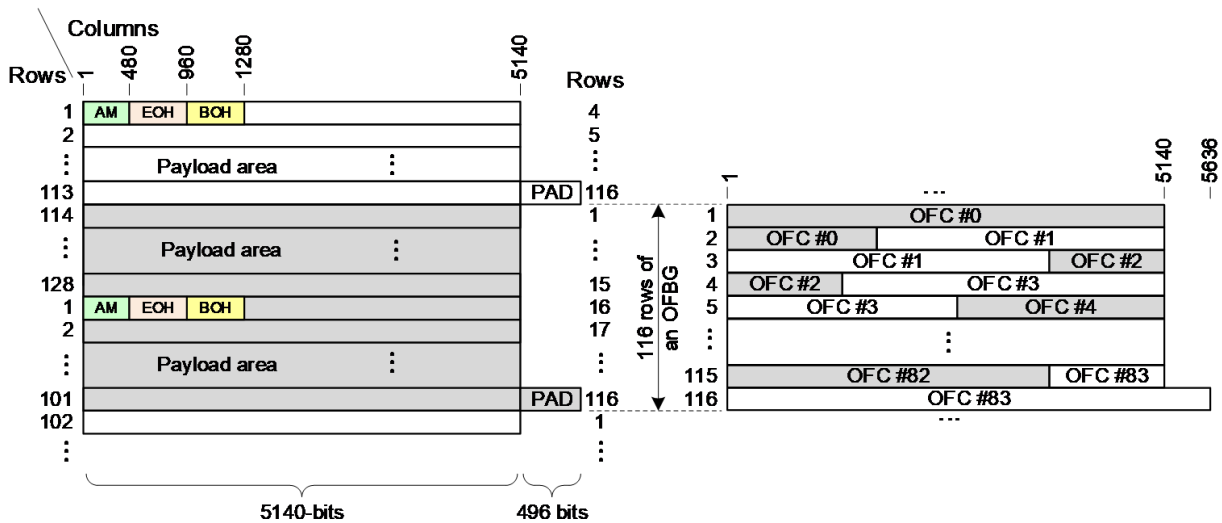 Columns
Rows
1
480
960
1280
5140
Rows
1 AM EOH BOH 4
2 5
⋮ Payload area ⋮ ⋮
113 PAD 116
114 1
⋮ Payload area ⋮ ⋮
128 15
1 AM EOH BOH 16
2 17
⋮ Payload area ⋮ ⋮
101 PAD 116
102 1
⋮ ⋮
5140-bits 496 bits
116 rows of
an OFBG
1 ... 5140 5636
1 OFC #0
2 OFC #0 OFC #1
3 OFC #1 OFC #2
4 OFC #2 OFC #3
5 OFC #3 OFC #4
⋮ ⋮
115 OFC #82 OFC #83
116 OFC #83
...